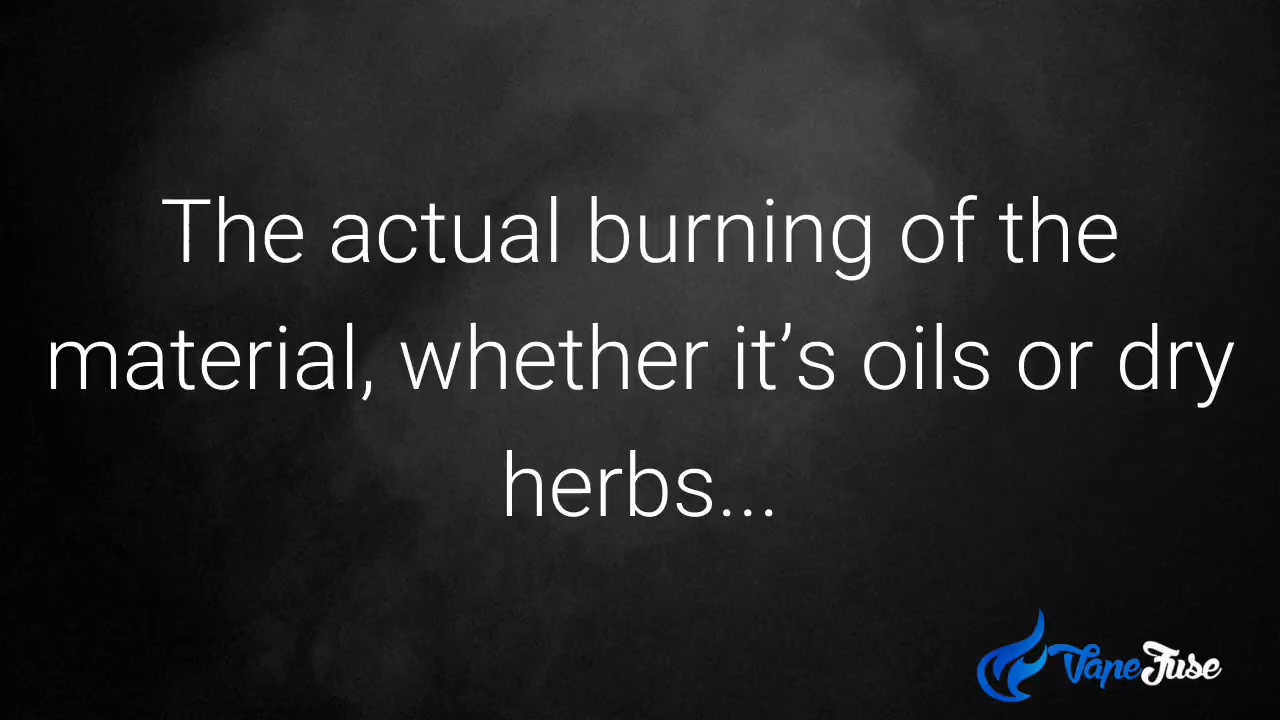 The actual burning of the
material, whether it’s oils or dry
herbs...
VapeFuse